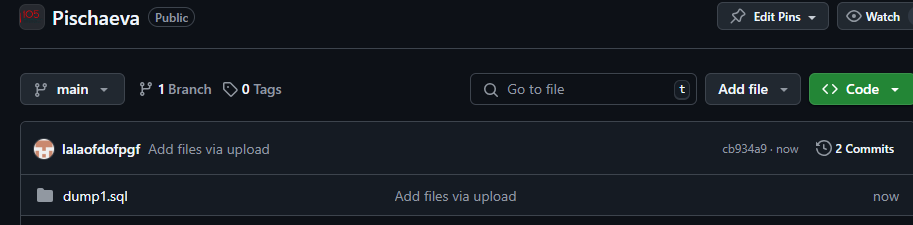 IOS
Pischaeva Public Edit Pins Watch
main 1 Branch 0 Tags Go to file t Add file Code
lalaofdofpgf Add files via upload cb934a9 · now 2 Commits
dump1.sql Add files via upload now